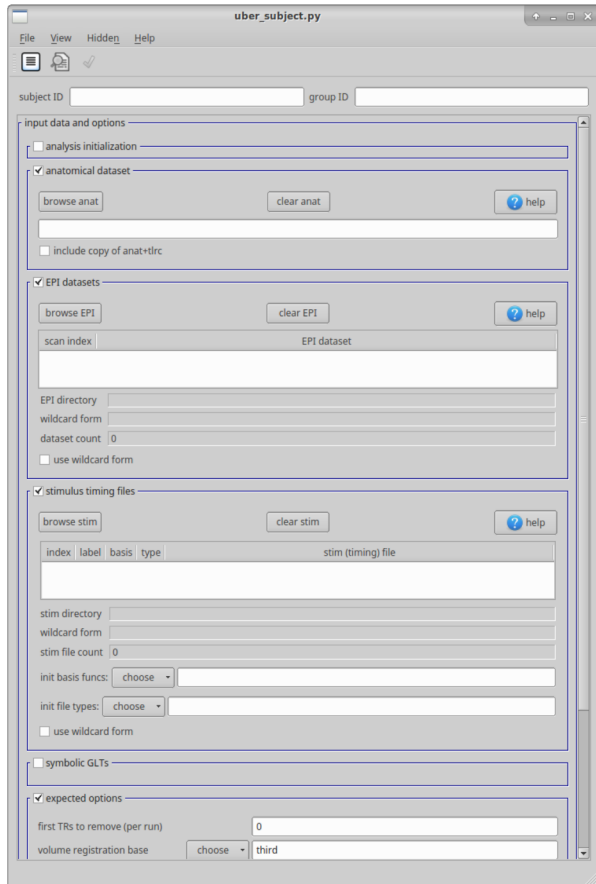 uber_subject.py
File View Hidden Help
subject ID group ID
input data and options
analysis initialization
anatomical dataset
browse anat clear anat ? help
include copy of anat+tlrc
EPI datasets
browse EPI clear EPI ? help
scan index EPI dataset
EPI directory
wildcard form
dataset count 0
use wildcard form
stimulus timing files
browse stim clear stim ? help
index label basis type stim (timing) file
stim directory
wildcard form
stim file count 0
init basis funcs: choose
init file types: choose
use wildcard form
symbolic GLTs
expected options
first TRs to remove (per run) 0
volume registration base choose third